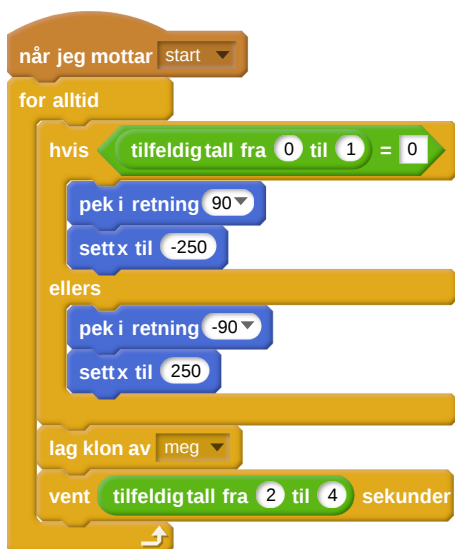 når jeg mottar start
for alltid
hvis tilfeldig tall fra 0 til 1 = 0
pek i retning 90
sett x til -250
ellers
pek i retning -90
sett x til 250
lag klon av meg
vent tilfeldig tall fra 2 til 4 sekunder